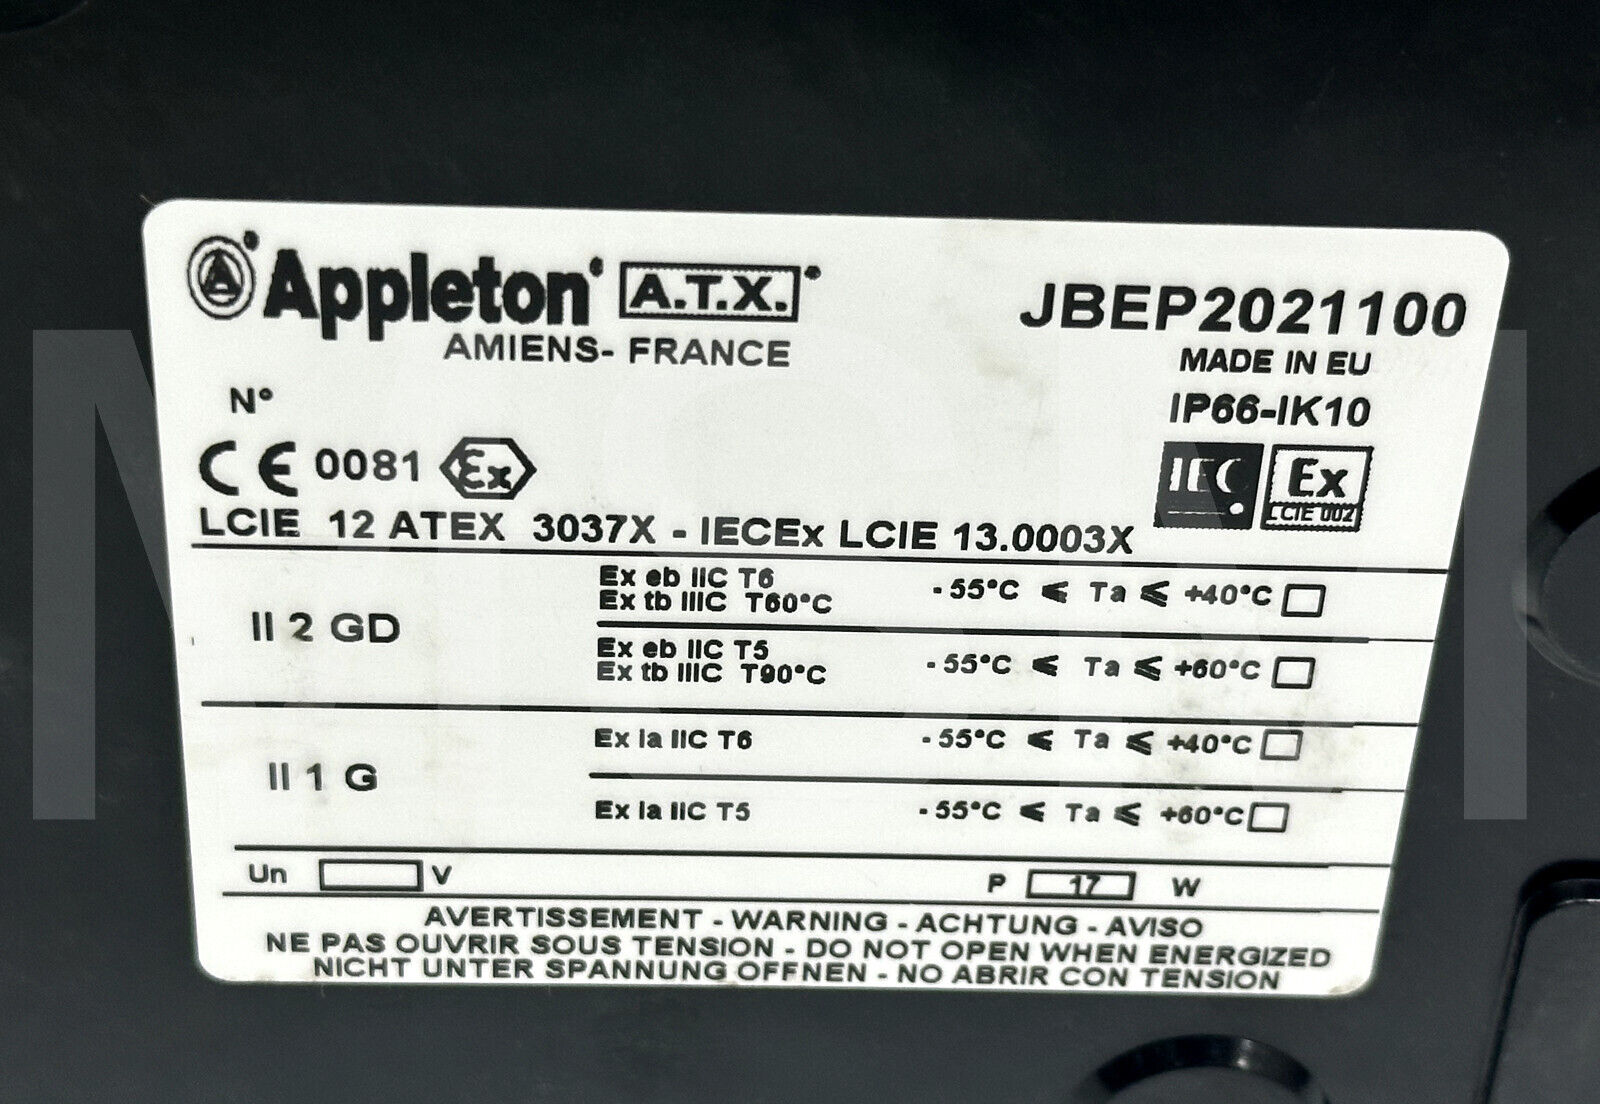 Appleton A.T.X.
AMIENS- FRANCE
JBEP2021100
MADE IN EU
IP66-IK10
N°
CE 0081 Ex
IEC Ex
LCIE 002
LCIE 12 ATEX 3037X - IECEx LCIE 13.0003X
II 2 GD
Ex eb IIC T6
Ex tb IIIC T60°C
-55°C ≤ Ta ≤ +40°C
Ex eb IIC T5
Ex tb IIIC T90°C
-55°C ≤ Ta ≤ +60°C
II 1 G
Ex ia IIC T6 -55°C ≤ Ta ≤ +40°C
Ex ia IIC T5 -55°C ≤ Ta ≤ +60°C
Un V P 17 W
AVERTISSEMENT - WARNING - ACHTUNG - AVISO
NE PAS OUVRIR SOUS TENSION - DO NOT OPEN WHEN ENERGIZED
NICHT UNTER SPANNUNG OFFNEN - NO ABRIR CON TENSION